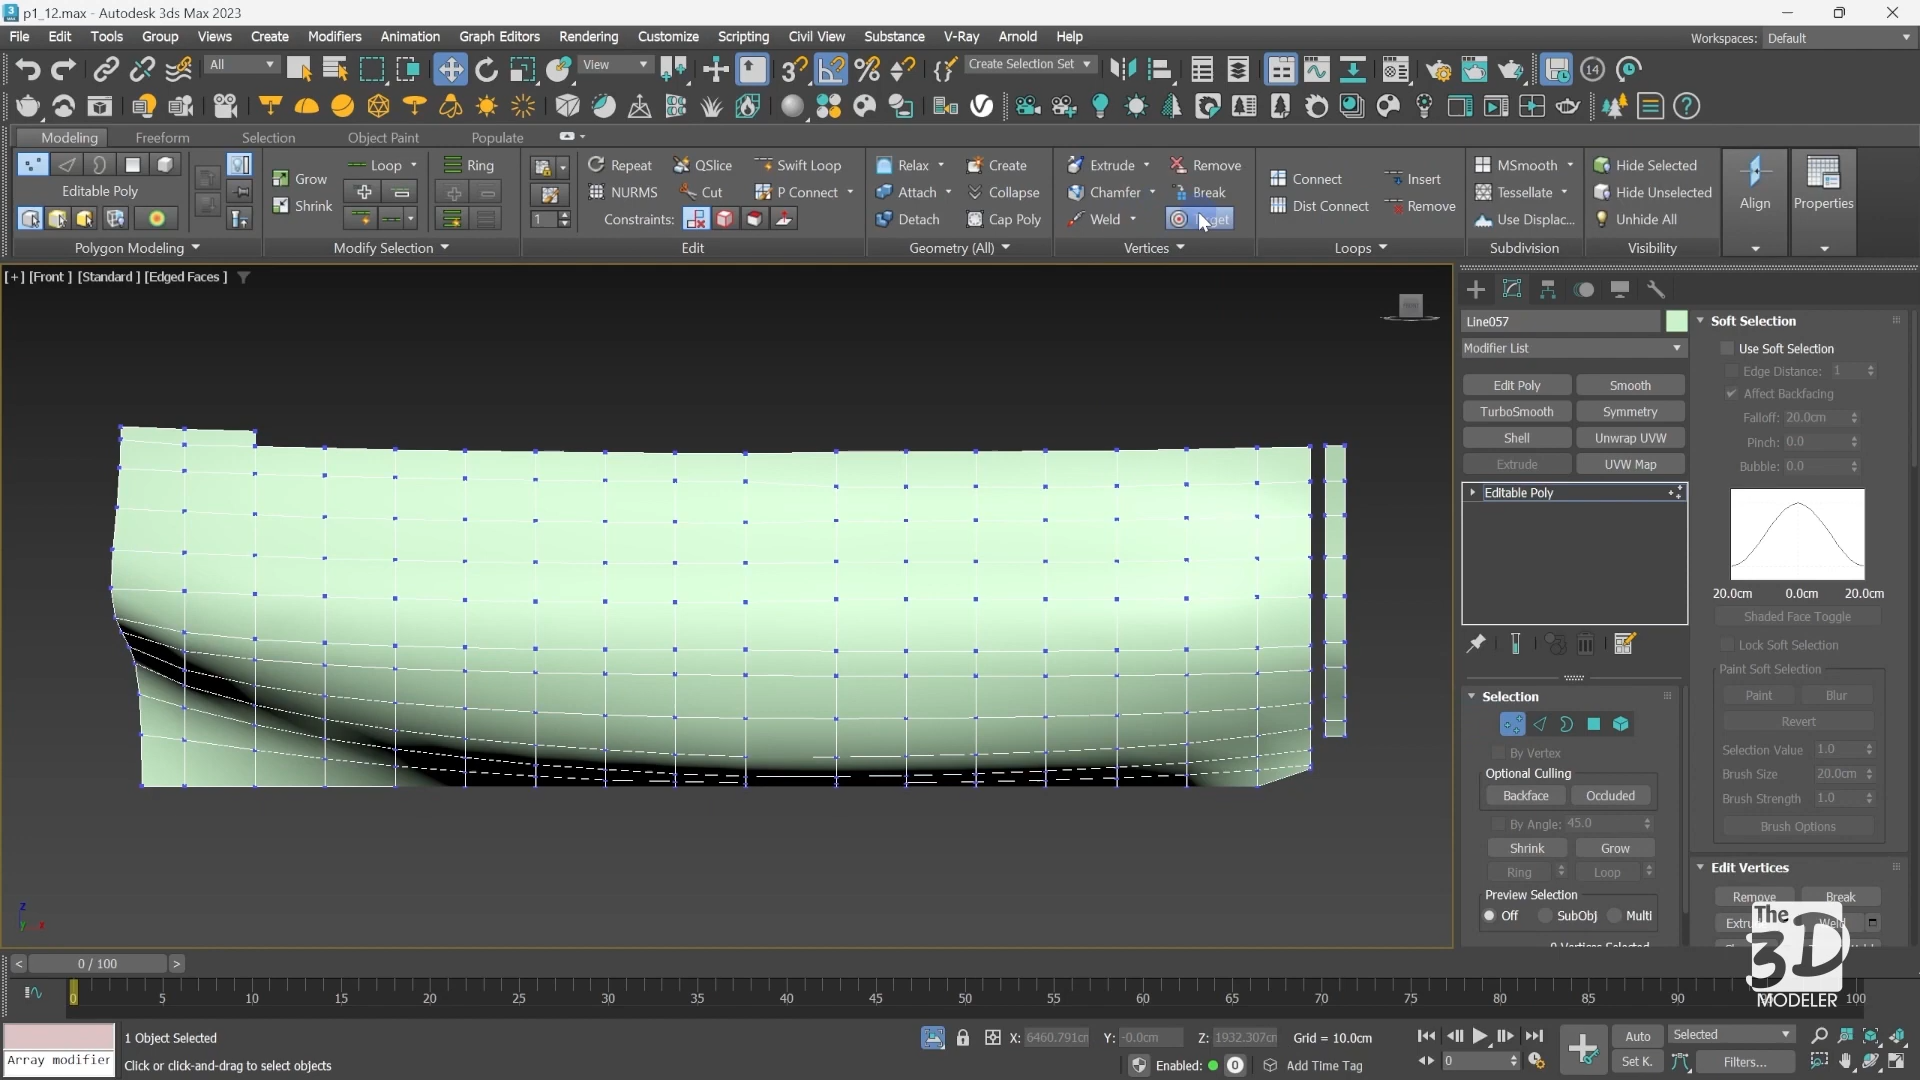 p1_12.max - Autodesk 3ds Max 2023
File Edit Tools Group Views Create Modifiers Animation Graph Editors Rendering Customize Scripting Civil View Substance V-Ray Arnold Help
Workspaces: Default
All View Create Selection Set 14
Modeling Freeform Selection Object Paint Populate
Loop Ring Repeat QSlice Swift Loop Relax Create Extrude Remove MSmooth Hide Selected
Editable Poly Grow NURMS Cut P Connect Attach Collapse Chamfer Break Connect Insert Tessellate Hide Unselected Align Properties
Shrink 1 Constraints: Detach Cap Poly Weld Dist Connect Remove Use Displac... Unhide All
Polygon Modeling Modify Selection Edit Geometry (All) Vertices Loops Subdivision Visibility
[+] [Front ] [Standard ] [Edged Faces ]
Line057
Modifier List
Edit Poly Smooth
TurboSmooth Symmetry
Shell Unwrap UVW
Extrude UVW Map
Editable Poly
Selection
By Vertex
Optional Culling
Backface Occluded
By Angle: 45.0
Shrink Grow
Ring Loop
Preview Selection
Off SubObj Multi
0 Vertices Selected
Soft Selection
Use Soft Selection
Edge Distance: 1
Affect Backfacing
Falloff: 20.0cm
Pinch: 0.0
Bubble: 0.0
20.0cm 0.0cm 20.0cm
Shaded Face Toggle
Lock Soft Selection
Paint Soft Selection
Paint Blur
Revert
Selection Value 1.0
Brush Size 20.0cm
Brush Strength 1.0
Brush Options
Edit Vertices
Remove Break
Weld
The
3D
MODELER
z
y x
< 0 / 100 >
0 5 10 15 20 25 30 35 40 45 50 55 60 65 70 75 80 85 90 100
Array modifier
1 Object Selected
Click or click-and-drag to select objects
X: 6460.791cm Y: -0.0cm Z: 1932.307cm Grid = 10.0cm
Enabled: 0 Add Time Tag
0
Auto Selected
Set K. Filters...